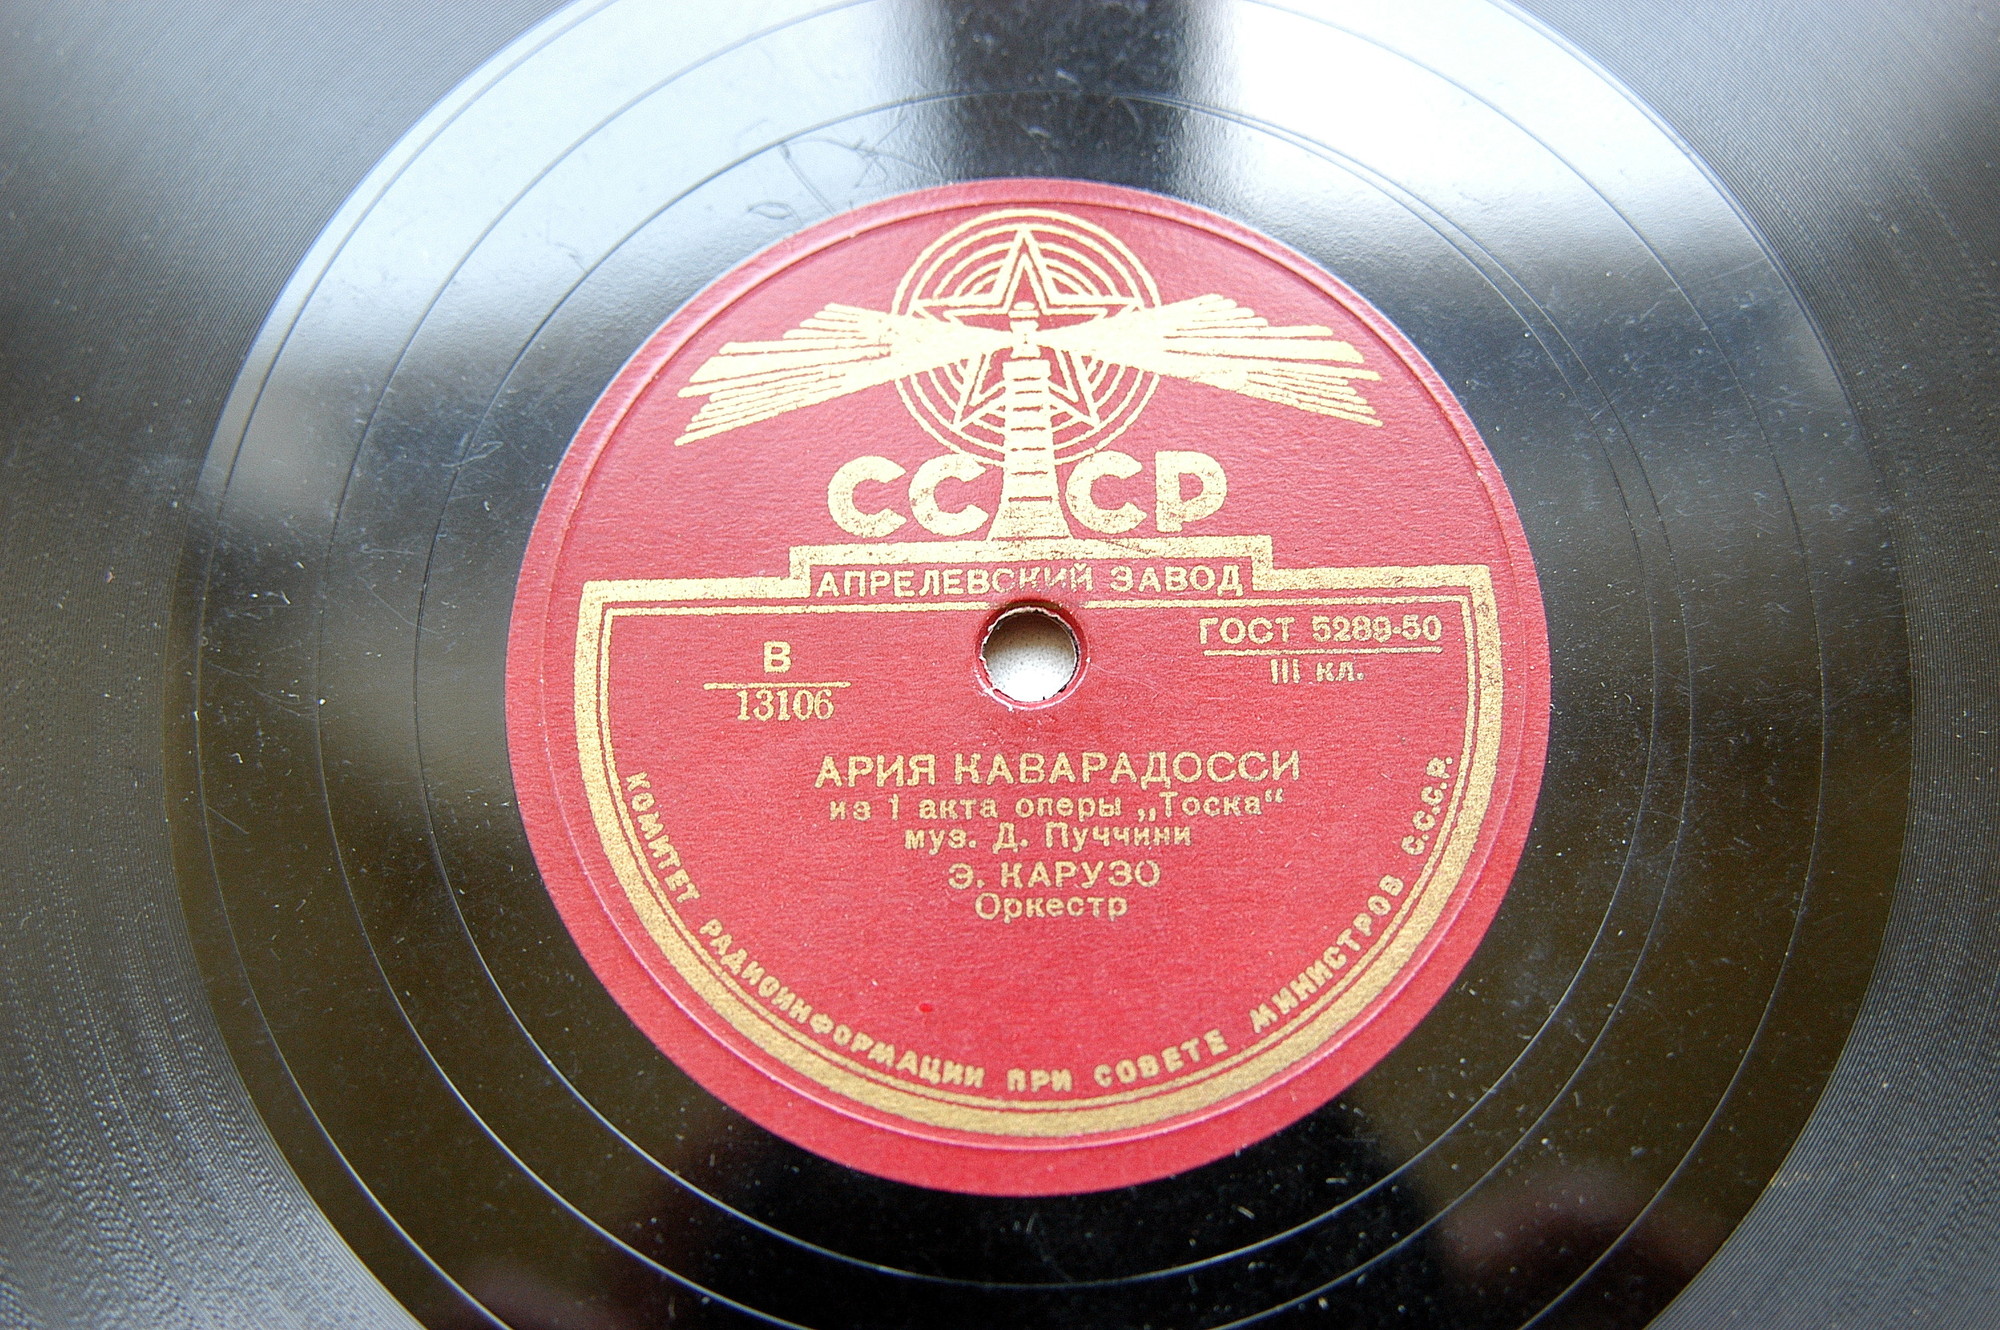 СССР
АПРЕЛЕВСКИЙ ЗАВОД
В
13106
ГОСТ 5289-50
III кл.
АРИЯ КАВАРАДОССИ
из 1 акта оперы „Тоска“
муз. Д. Пуччини
Э. КАРУЗО
Оркестр
КОМИТЕТ РАДИОИНФОРМАЦИИ ПРИ СОВЕТЕ МИНИСТРОВ С.С.С.Р.